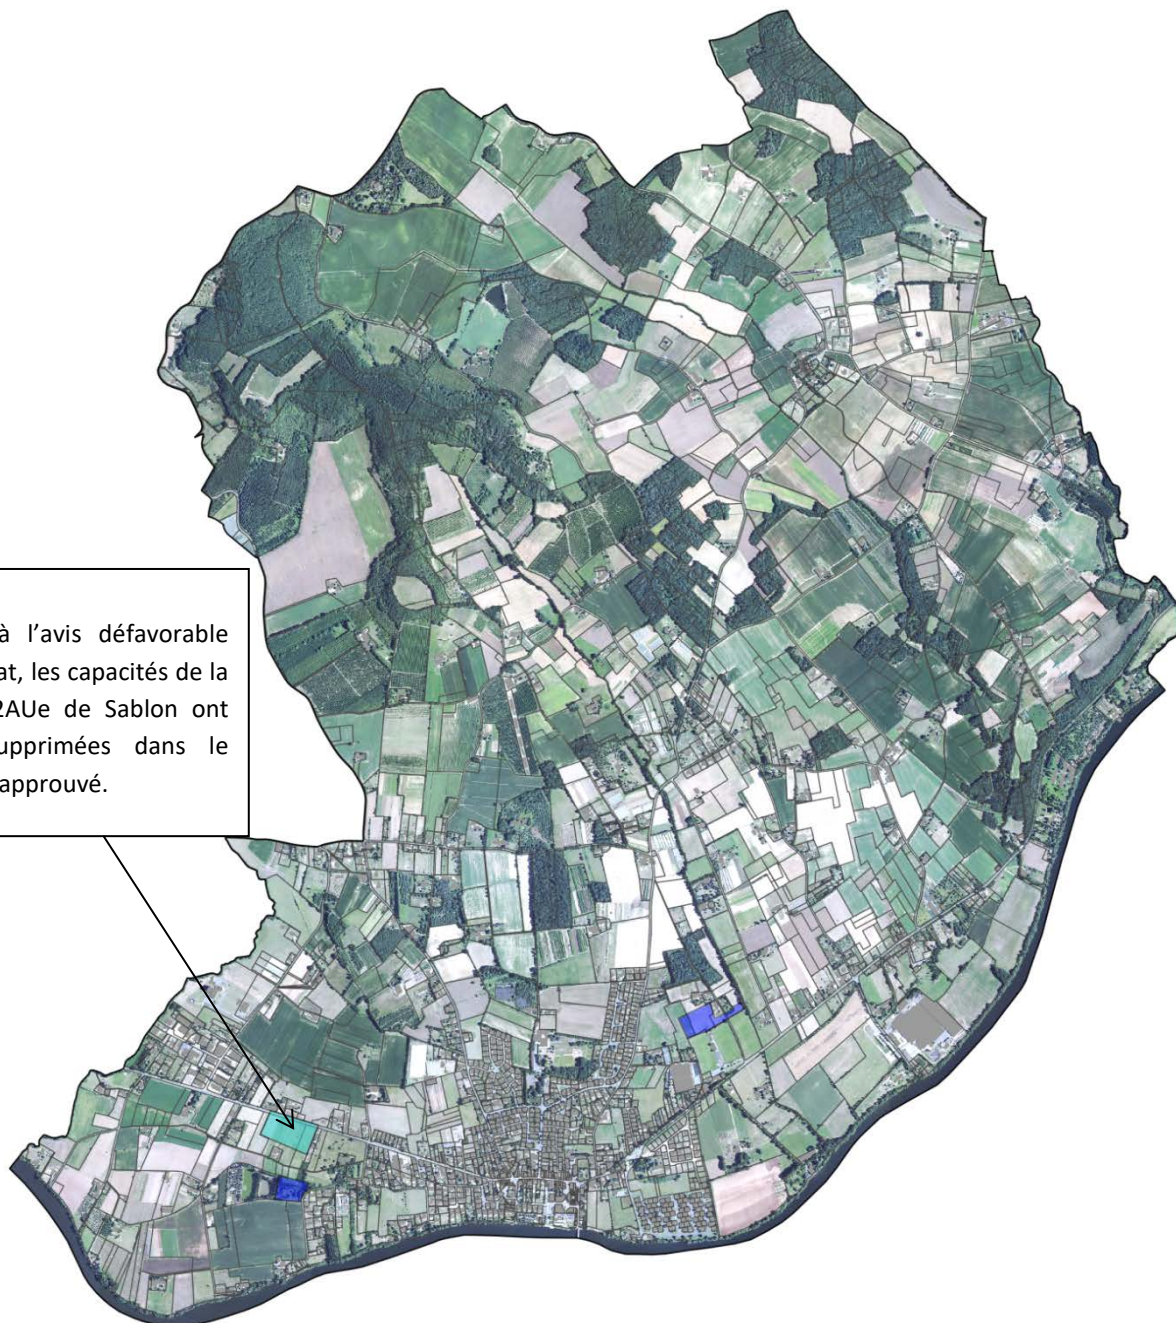 à l’avis défavorable
at, les capacités de la
2AUe de Sablon ont
upprimées dans le
approuvé.